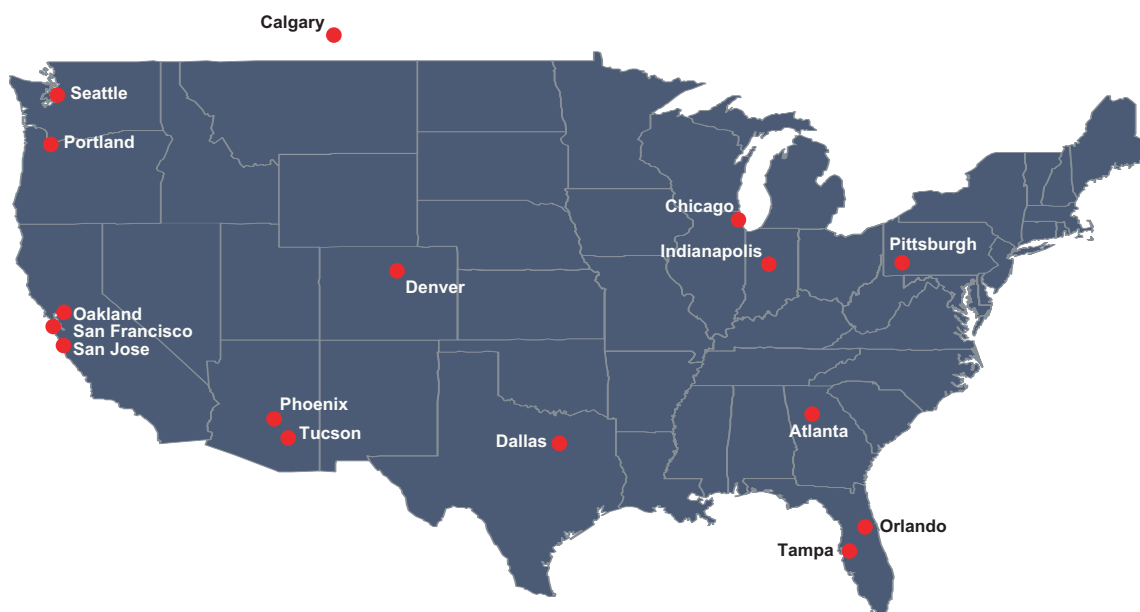 Calgary
Seattle
Portland
Chicago
Indianapolis
Pittsburgh
Denver
Oakland
San Francisco
San Jose
Phoenix
Tucson
Dallas
Atlanta
Orlando
Tampa